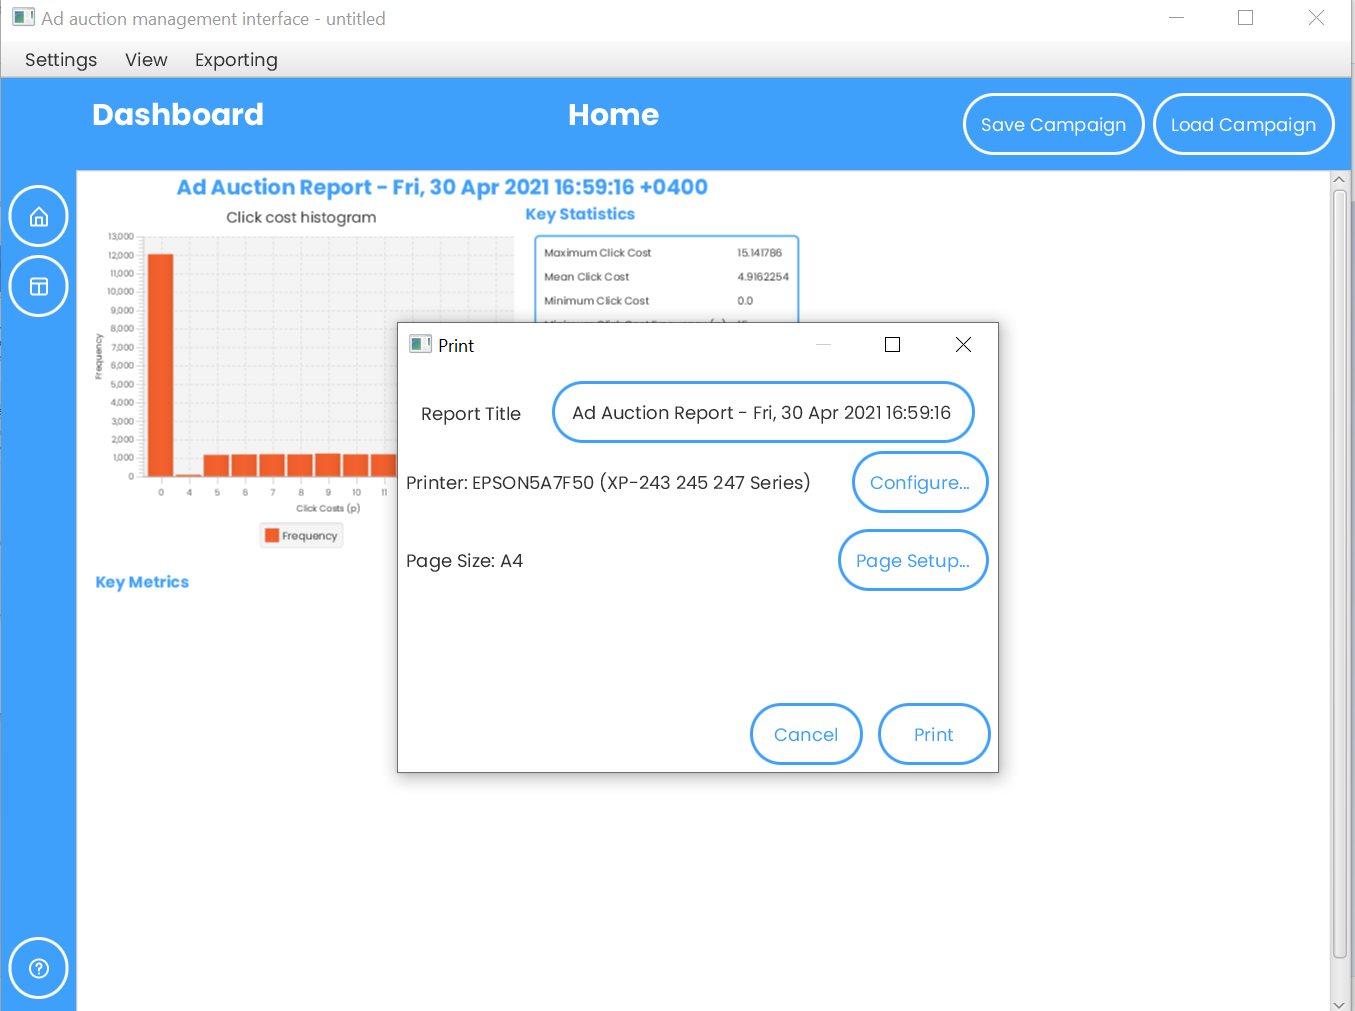 Ad auction management interface - untitled
Settings View Exporting
Dashboard Home Save Campaign Load Campaign
Ad Auction Report - Fri, 30 Apr 2021 16:59:16 +0400
Click cost histogram
Key Statistics
Maximum Click Cost 15.141786
Mean Click Cost 4.9162254
Minimum Click Cost 0.0
13,000
12,000
11,000
10,000
9,000
8,000
7,000
6,000
5,000
4,000
3,000
2,000
1,000
0
Frequency
0 4 5 6 7 8 9 10 11
Click Costs (p)
Frequency
Key Metrics
Print
Report Title Ad Auction Report - Fri, 30 Apr 2021 16:59:16
Printer: EPSON5A7F50 (XP-243 245 247 Series) Configure...
Page Size: A4 Page Setup...
Cancel Print